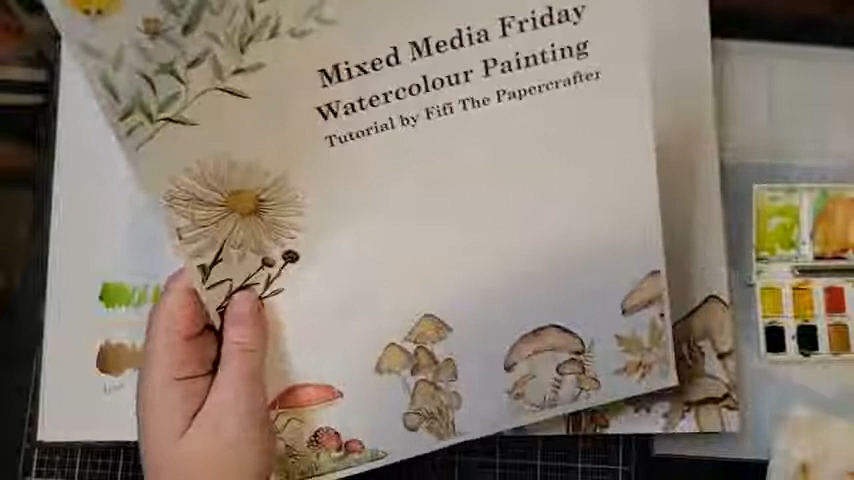 Mixed Media Friday
Watercolour Painting
Tutorial by Fifi The Papercrafter